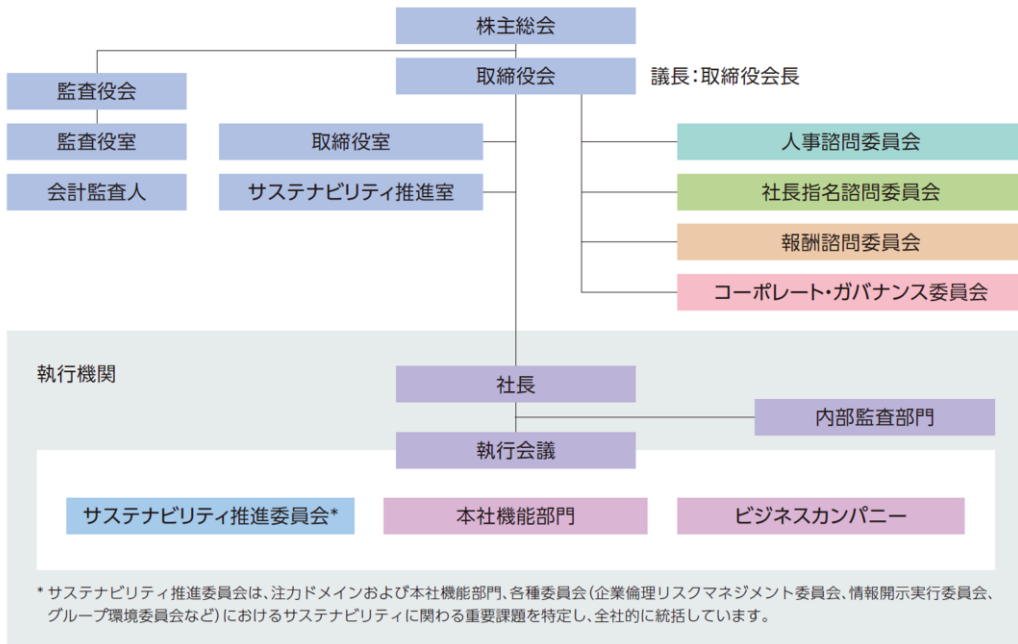 株主総会
取締役会
議長:取締役会長
監査役会
監査役室
取締役室
人事諮問委員会
会計監査人
サステナビリティ推進室
社長指名諮問委員会
報酬諮問委員会
コーポレート・ガバナンス委員会
執行機関
社長
内部監査部門
執行会議
サステナビリティ推進委員会*
本社機能部門
ビジネスカンパニー
* サステナビリティ推進委員会は、注力ドメインおよび本社機能部門、各種委員会(企業倫理リスクマネジメント委員会、情報開示実行委員会、
グループ環境委員会など)におけるサステナビリティに関わる重要課題を特定し、全社的に統括しています。